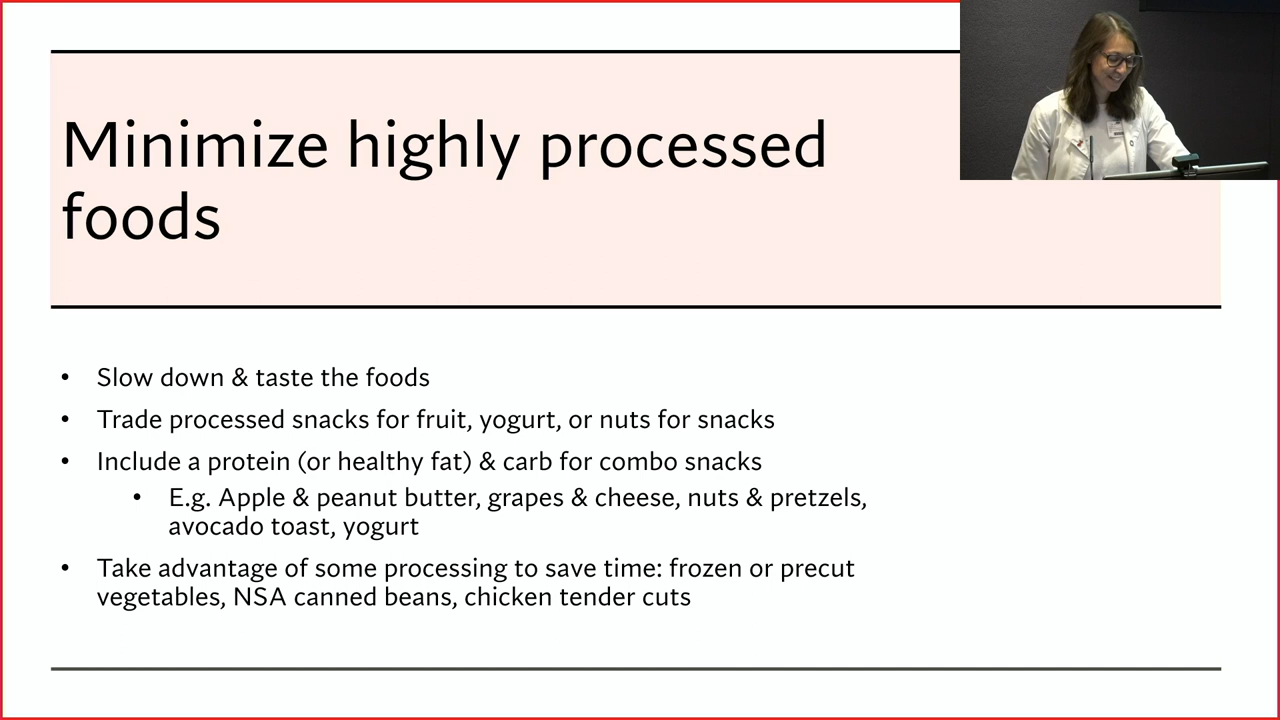 Minimize highly processed
foods
• Slow down & taste the foods
• Trade processed snacks for fruit, yogurt, or nuts for snacks
• Include a protein (or healthy fat) & carb for combo snacks
• E.g. Apple & peanut butter, grapes & cheese, nuts & pretzels,
avocado toast, yogurt
• Take advantage of some processing to save time: frozen or precut
vegetables, NSA canned beans, chicken tender cuts